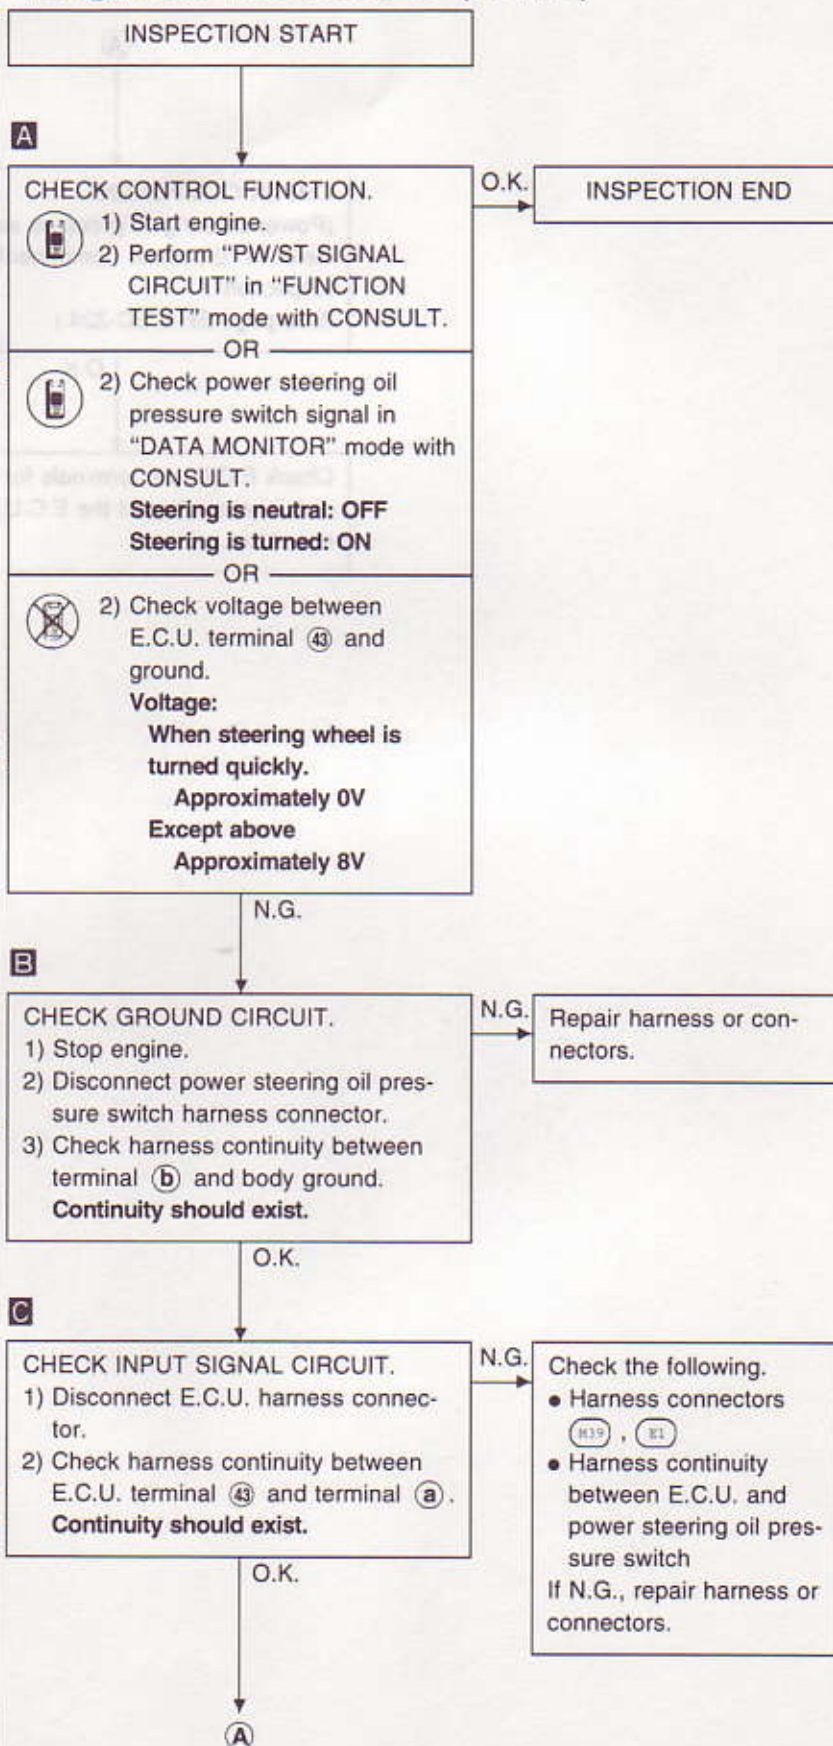 INSPECTION START
A
CHECK CONTROL FUNCTION.
1) Start engine.
2) Perform “PW/ST SIGNAL
CIRCUIT” in “FUNCTION
TEST” mode with CONSULT.
OR
2) Check power steering oil
pressure switch signal in
“DATA MONITOR” mode with
CONSULT.
Steering is neutral: OFF
Steering is turned: ON
OR
2) Check voltage between
E.C.U. terminal 43 and
ground.
Voltage:
When steering wheel is
turned quickly.
Approximately 0V
Except above
Approximately 8V
O.K.
INSPECTION END
N.G.
B
CHECK GROUND CIRCUIT.
1) Stop engine.
2) Disconnect power steering oil pres-
sure switch harness connector.
3) Check harness continuity between
terminal b and body ground.
Continuity should exist.
N.G.
Repair harness or con-
nectors.
O.K.
C
CHECK INPUT SIGNAL CIRCUIT.
1) Disconnect E.C.U. harness connec-
tor.
2) Check harness continuity between
E.C.U. terminal 43 and terminal a.
Continuity should exist.
N.G.
Check the following.
● Harness connectors
M39, E1
● Harness continuity
between E.C.U. and
power steering oil pres-
sure switch
If N.G., repair harness or
connectors.
O.K.
A